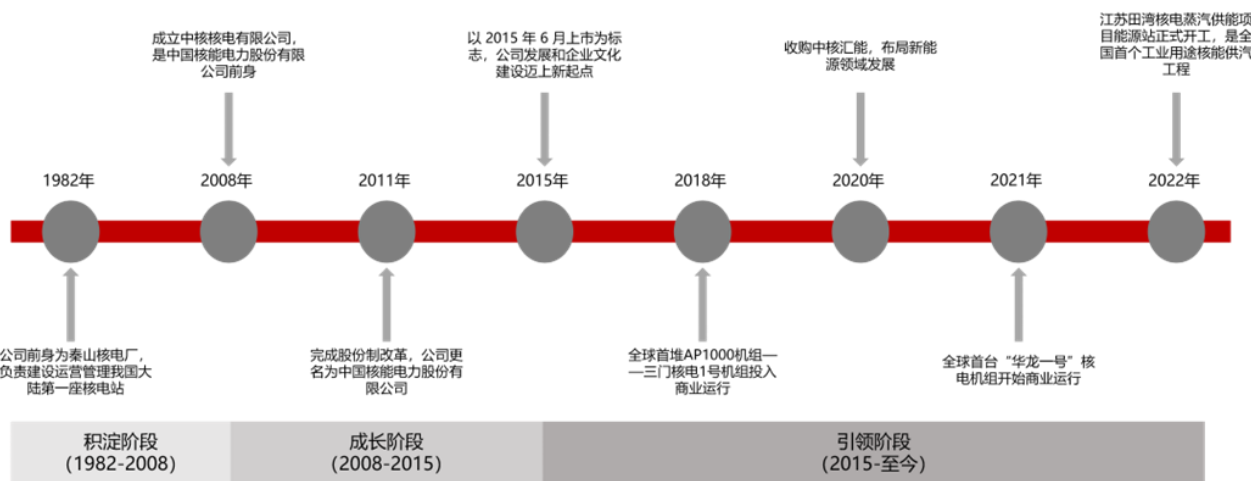 成立中核核电有限公司，
是中国核能电力股份有限
公司前身
以 2015 年 6 月上市为标
志，公司发展和企业文化
建设迈上新起点
收购中核汇能，布局新能
源领域发展
江苏田湾核电蒸汽供能项
目能源站正式开工，是全
国首个工业用途核能供汽
工程
1982年
2008年
2011年
2015年
2018年
2020年
2021年
2022年
公司前身为秦山核电厂，
负责建设运营管理我国大
陆第一座核电站
完成股份制改革，公司更
名为中国核能电力股份有
限公司
全球首堆AP1000机组—
—三门核电1号机组投入
商业运行
全球首台“华龙一号”核
电机组开始商业运行
积淀阶段
(1982-2008)
成长阶段
(2008-2015)
引领阶段
(2015-至今)